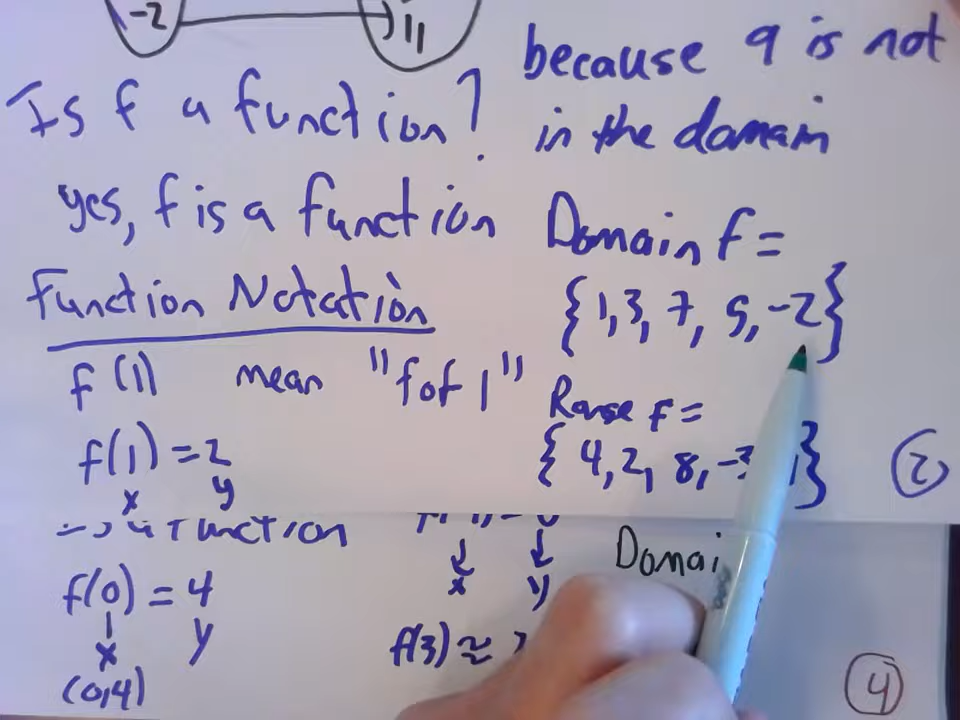 -2 11
Is f a function?
yes, f is a function
Function Notation
f(1) mean "f of 1"
f(1) = 2
x y
because 9 is not
in the domain
Domain f =
{1, 3, 7, 5, -2}
Range f =
{4, 2, 8, -3
2
function
f(0) = 4
x y
(0,4)
x y
f(3) ≈
Domai
4